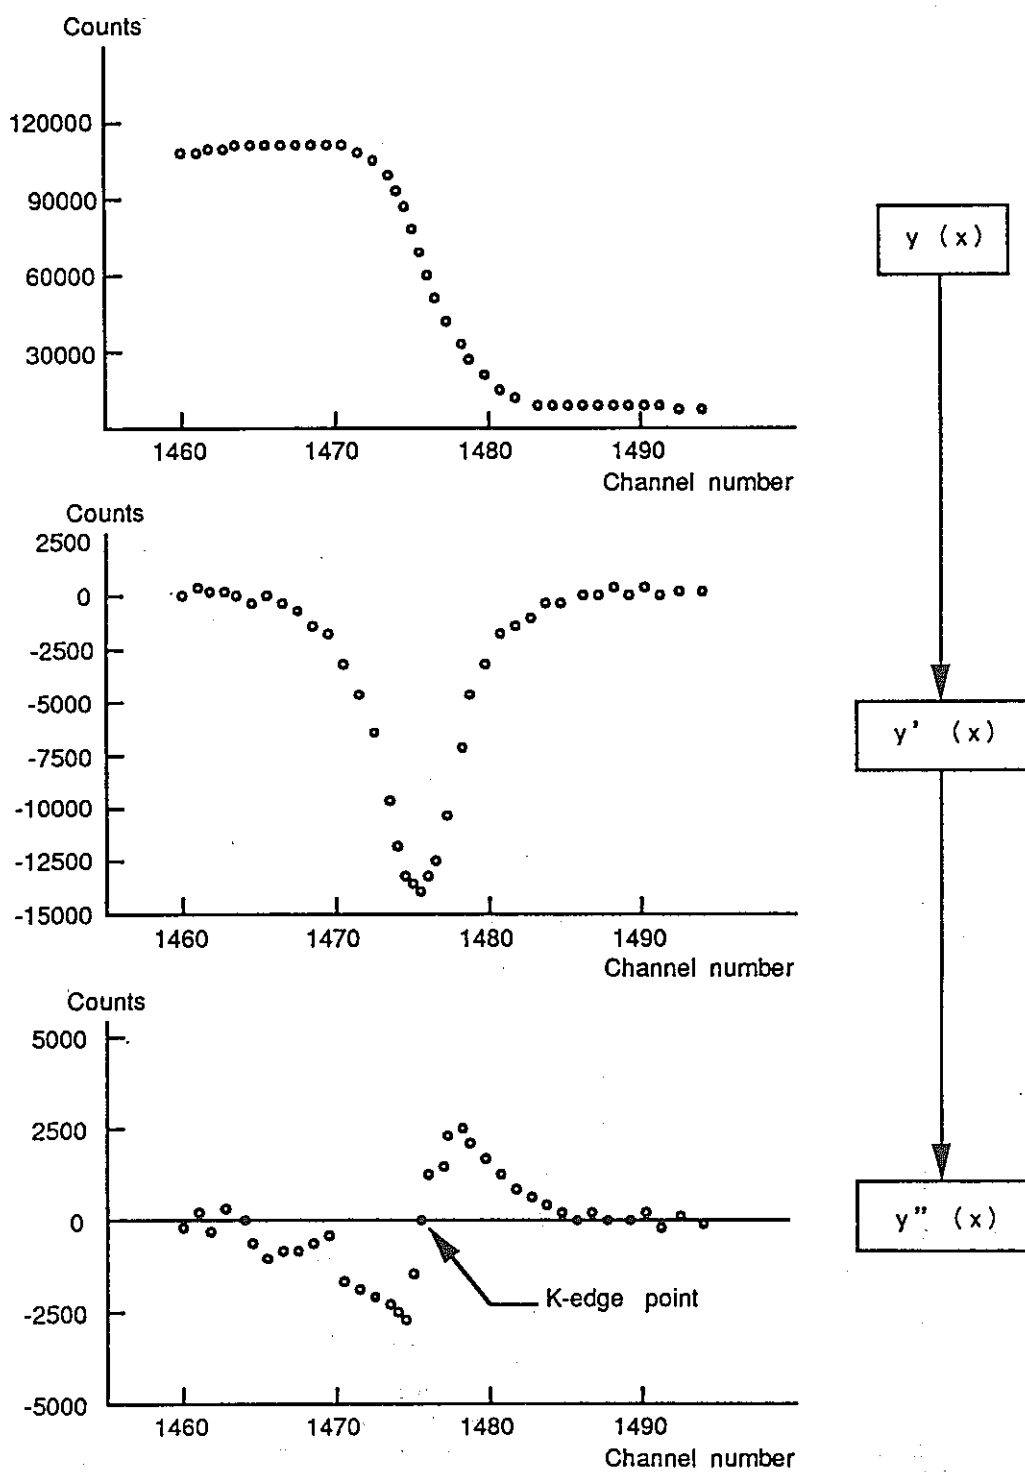 Counts
120000
90000
60000
30000
1460 1470 1480 1490
Channel number
y (x)
Counts
2500
0
-2500
-5000
-7500
-10000
-12500
-15000
1460 1470 1480 1490
Channel number
y' (x)
Counts
5000
2500
0
-2500
-5000
K-edge point
1460 1470 1480 1490
Channel number
y" (x)